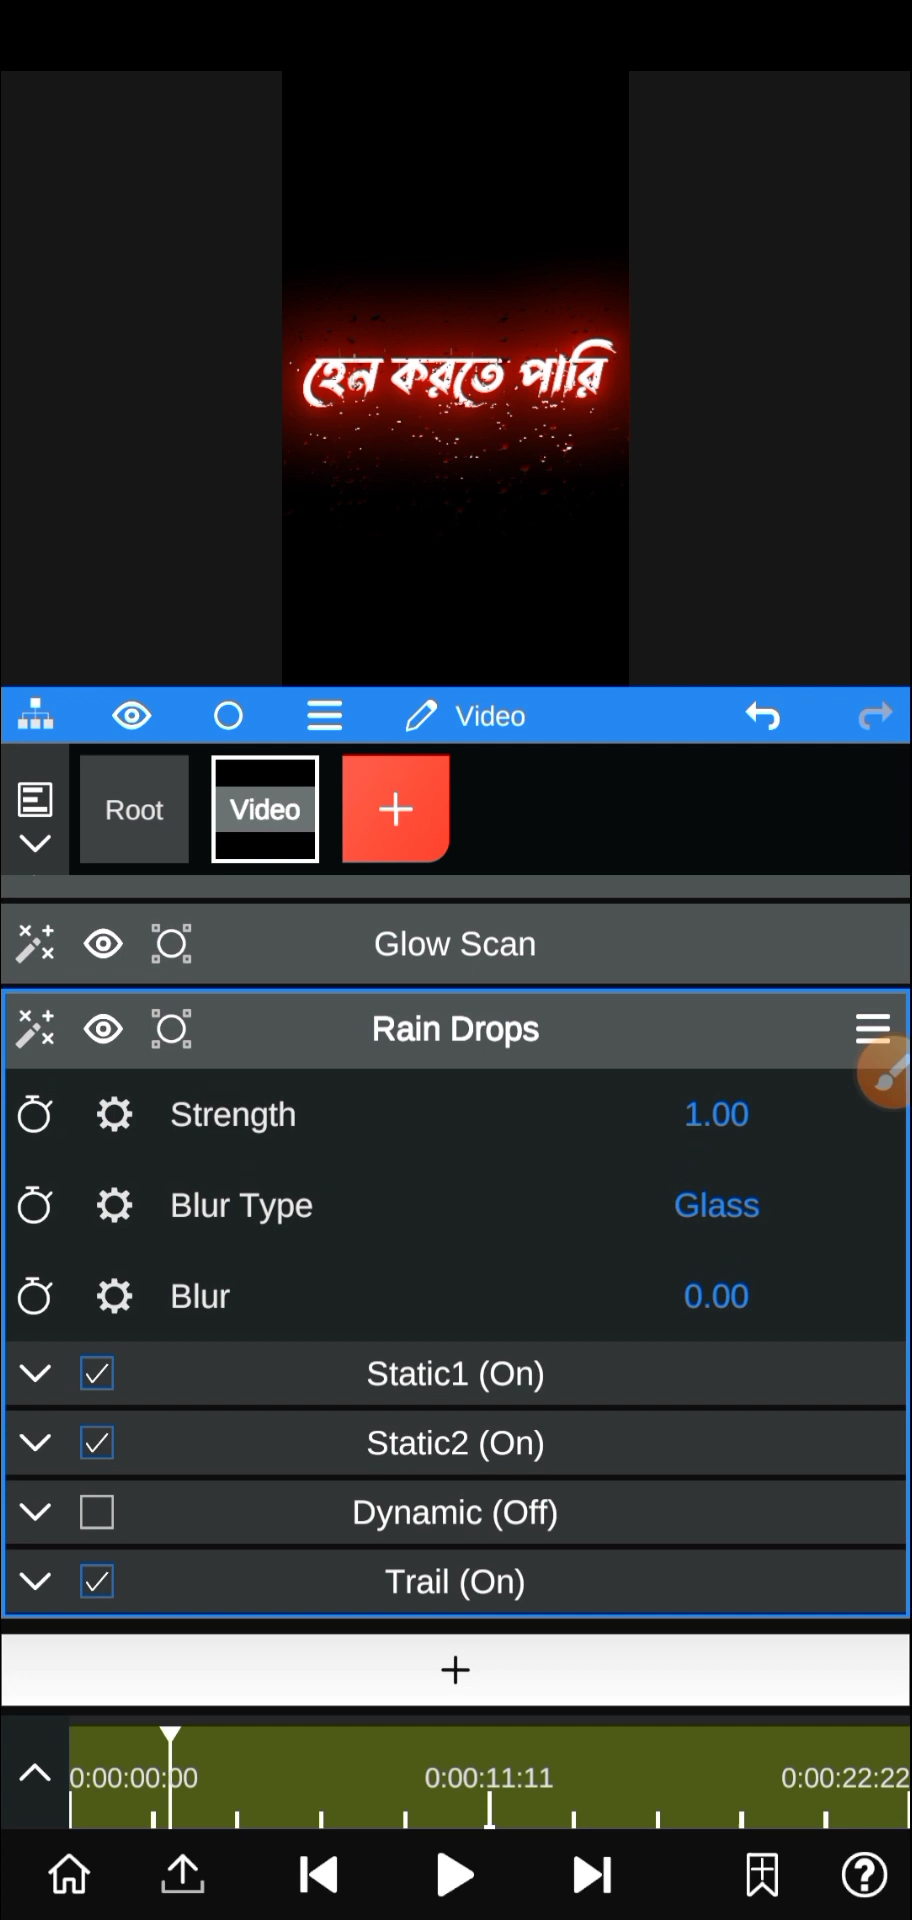 হেন করতে পারি
Video
Root
Video
Glow Scan
Rain Drops
Strength 1.00
Blur Type Glass
Blur 0.00
Static1 (On)
Static2 (On)
Dynamic (Off)
Trail (On)
0:00:00:00 0:00:11:11 0:00:22:22